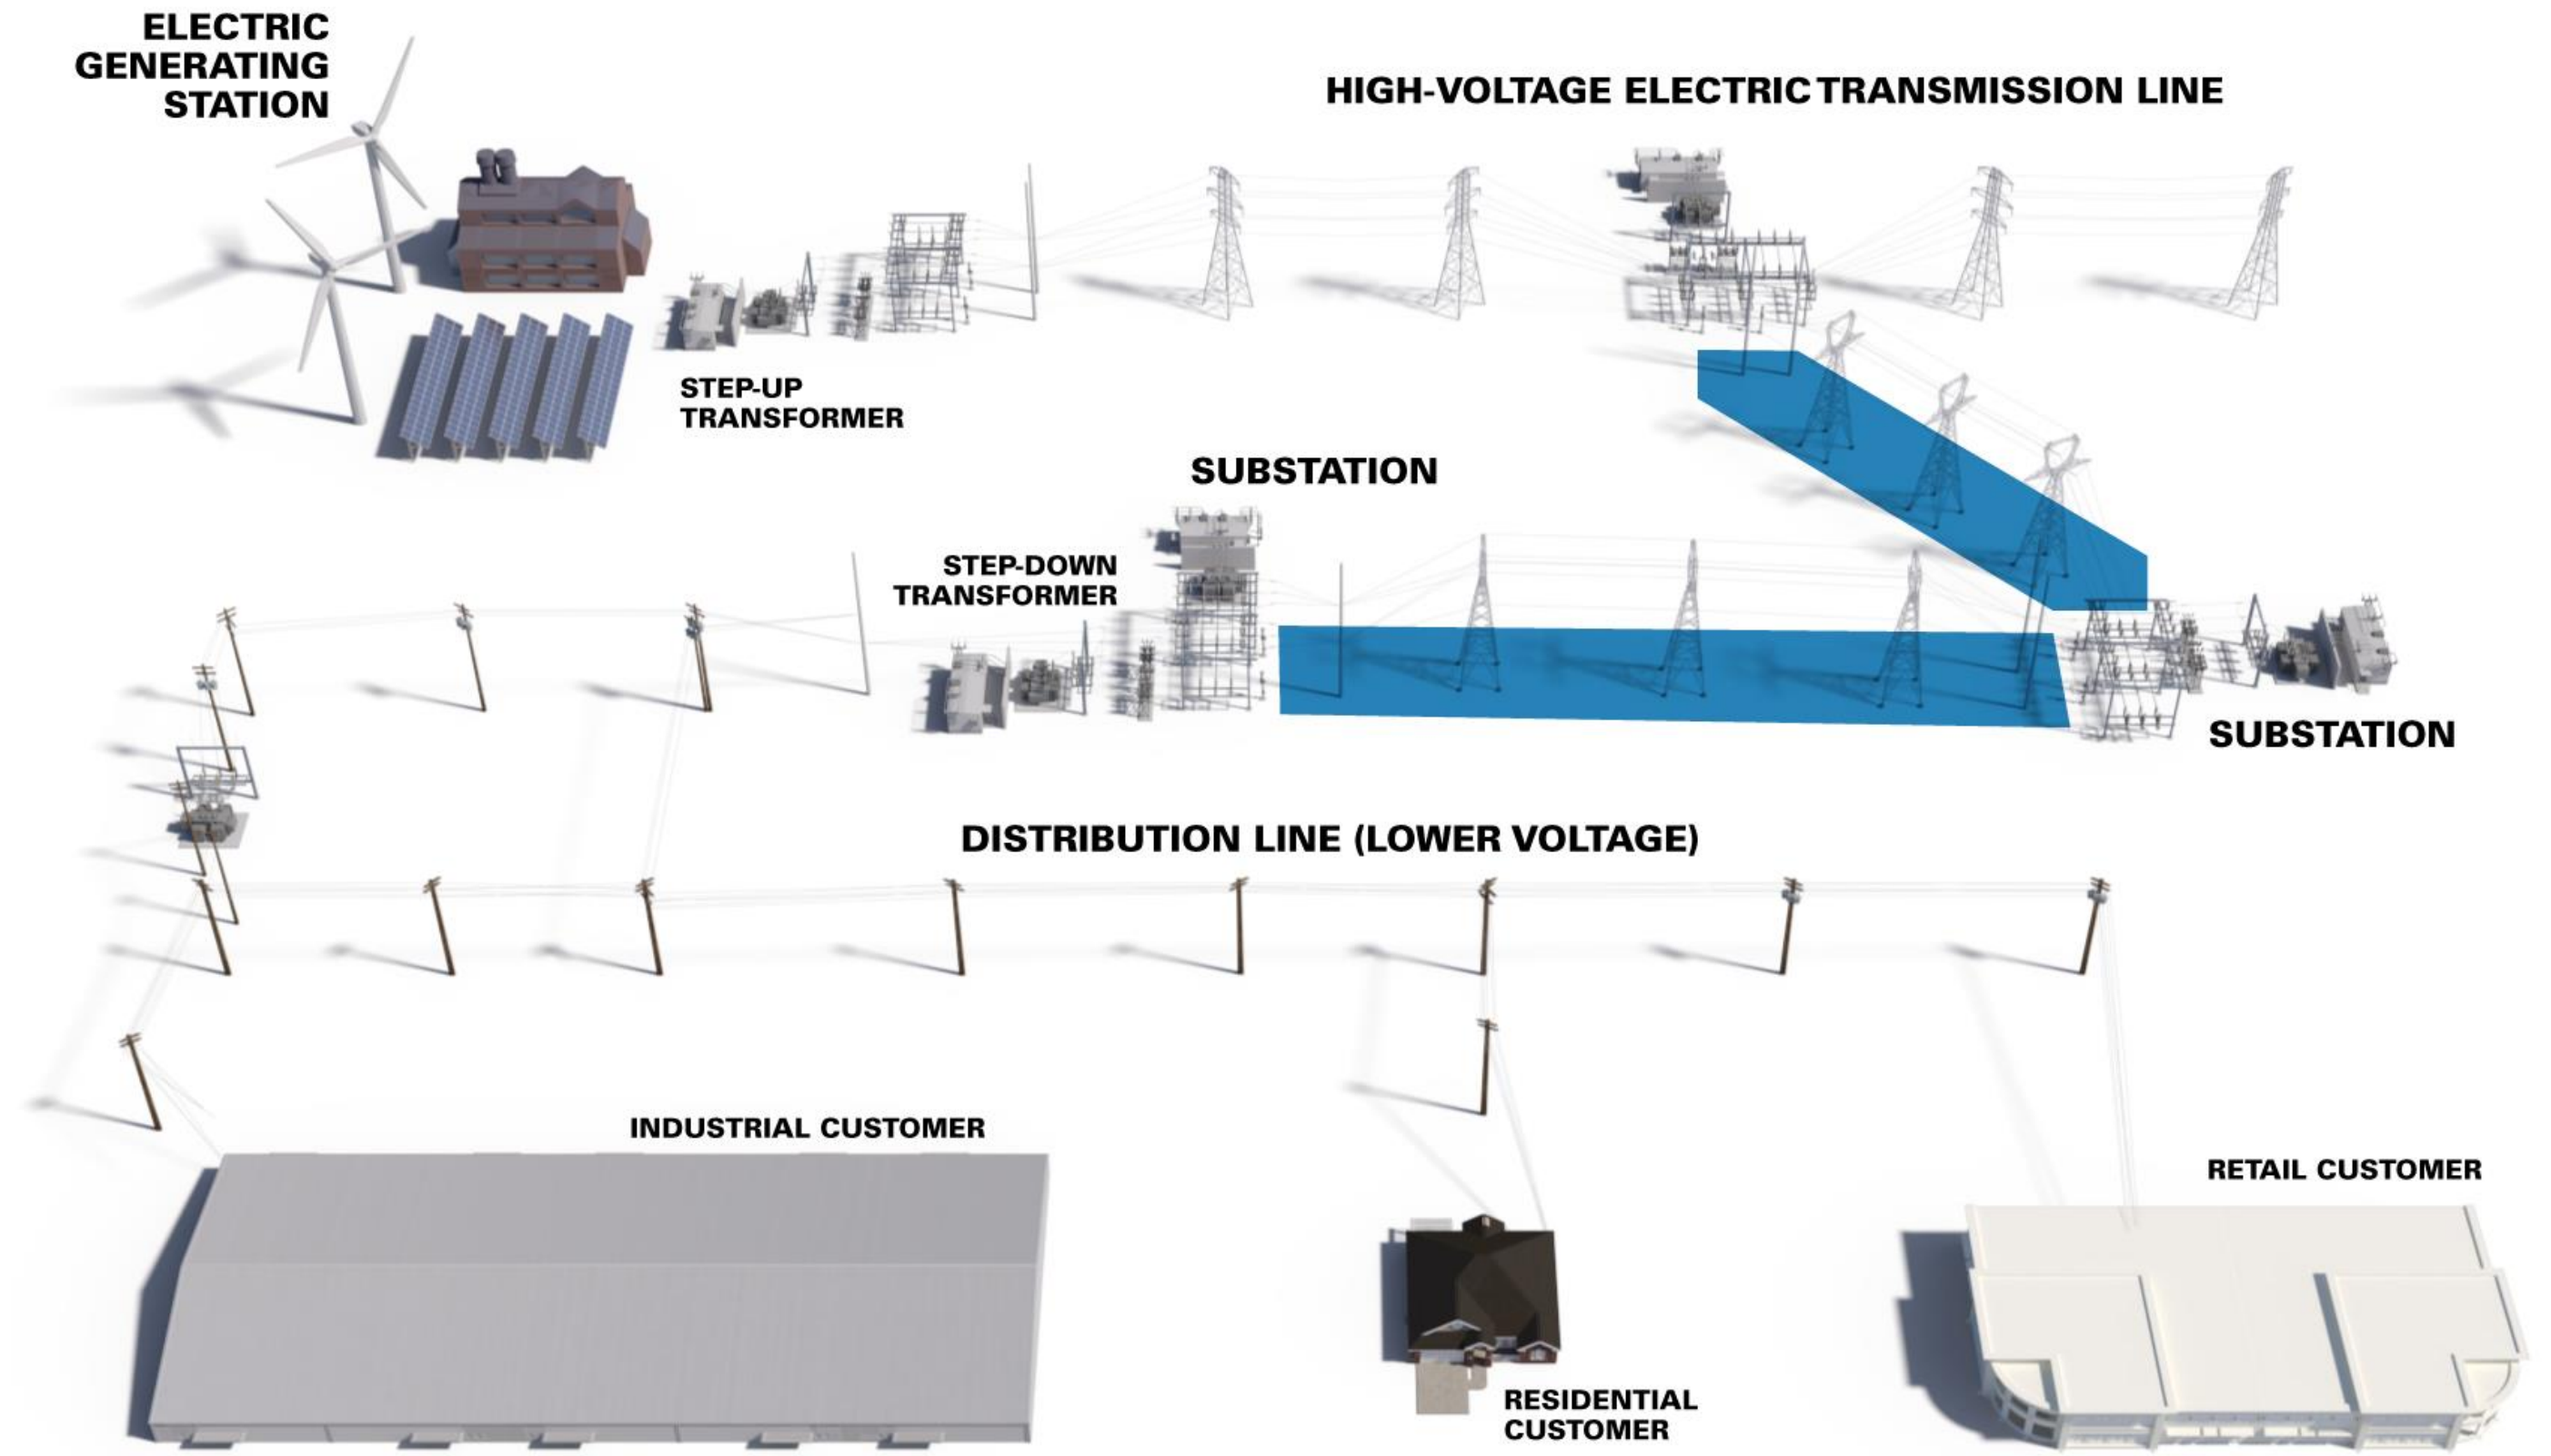 ELECTRIC
GENERATING
STATION
HIGH-VOLTAGE ELECTRIC TRANSMISSION LINE
STEP-UP
TRANSFORMER
SUBSTATION
STEP-DOWN
TRANSFORMER
SUBSTATION
DISTRIBUTION LINE (LOWER VOLTAGE)
INDUSTRIAL CUSTOMER
RETAIL CUSTOMER
RESIDENTIAL
CUSTOMER